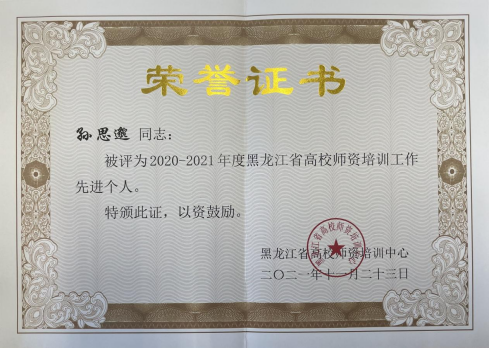 荣誉证书
孙思邈 同志：
被评为2020-2021年度黑龙江省高校师资培训工作
先进个人。
特颁此证，以资鼓励。
黑龙江省高校师资培训中心
二〇二一年十一月二十三日